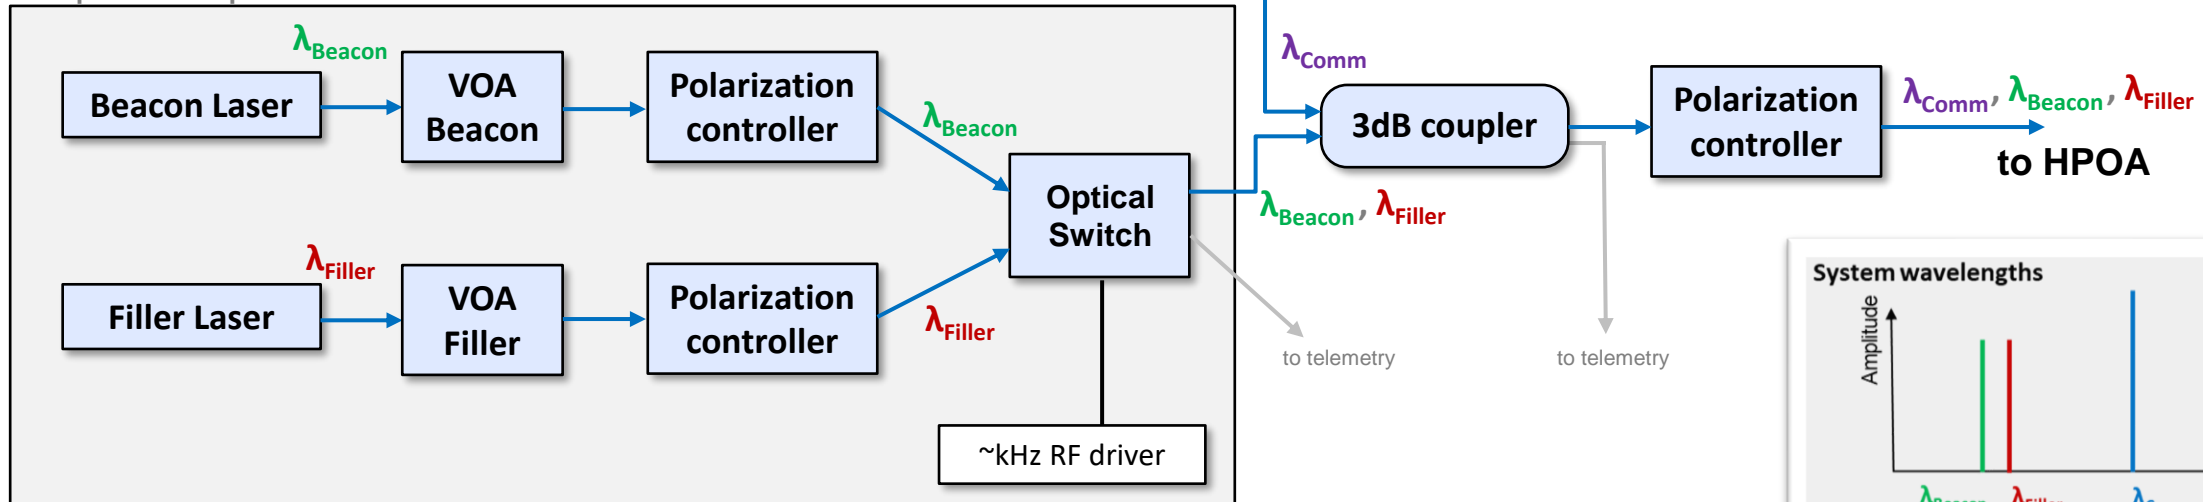 λBeacon
Beacon Laser
VOA
Beacon
Polarization
controller
λBeacon
λFiller
Filler Laser
VOA
Filler
Polarization
controller
λFiller
Optical
Switch
~kHz RF driver
λComm
λBeacon, λFiller
3dB coupler
to telemetry
to telemetry
Polarization
controller
λComm, λBeacon, λFiller
to HPOA
System wavelengths
Amplitude